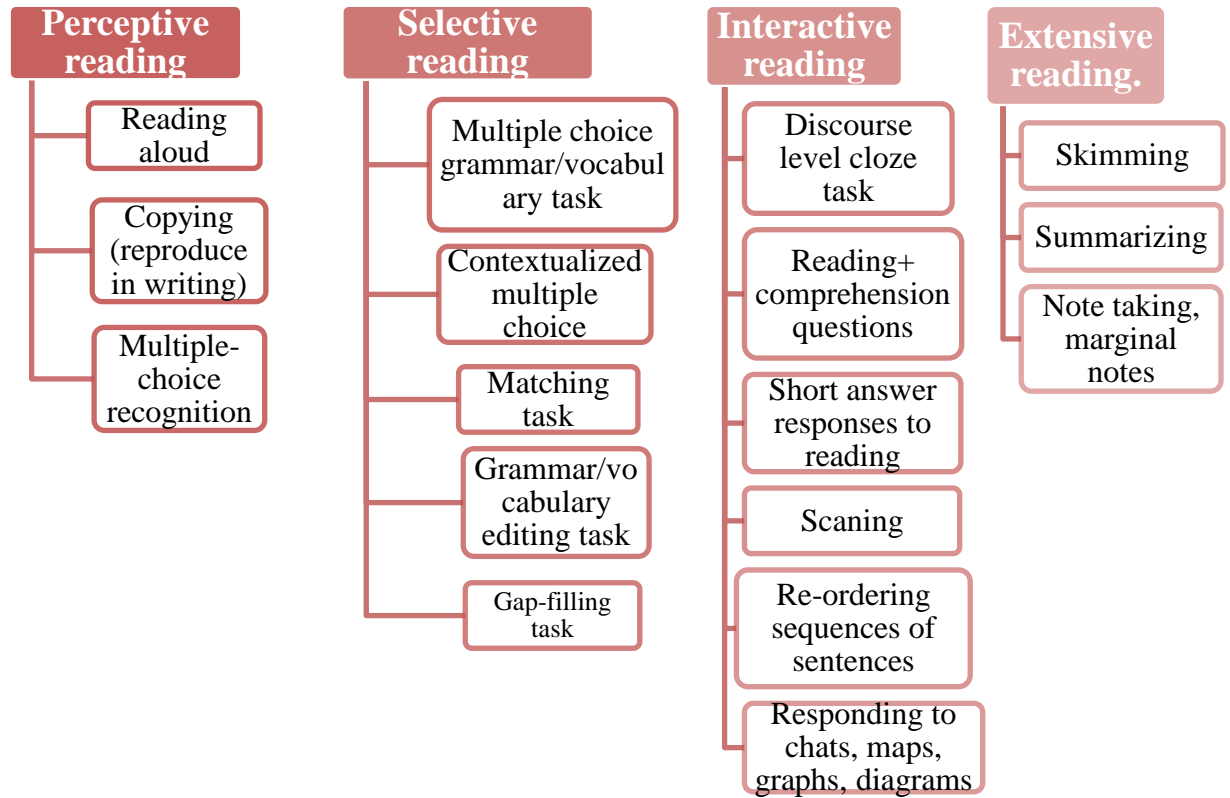 Perceptive
reading
Reading
aloud
Copying
(reproduce
in writing)
Multiple-
choice
recognition
Selective
reading
Multiple choice
grammar/vocabul
ary task
Contextualized
multiple
choice
Matching
task
Grammar/vo
cabulary
editing task
Gap-filling
task
Interactive
reading
Discourse
level cloze
task
Reading+
comprehension
questions
Short answer
responses to
reading
Scaning
Re-ordering
sequences of
sentences
Responding to
chats, maps,
graphs, diagrams
Extensive
reading.
Skimming
Summarizing
Note taking,
marginal
notes